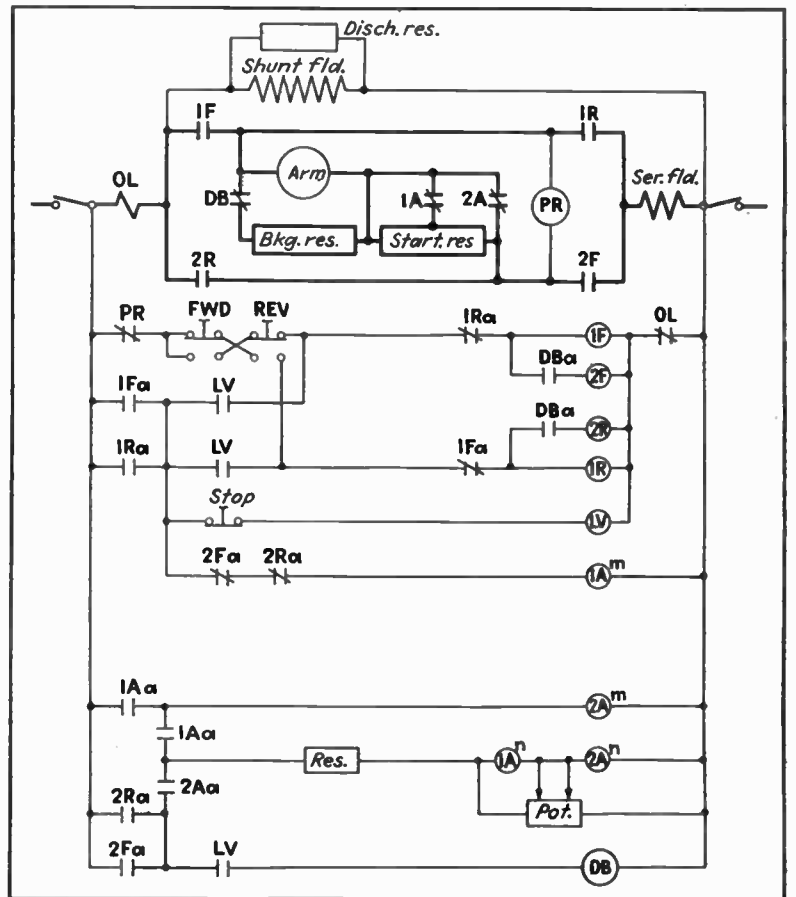 Disch. res.
Shunt fld.
1F
1R
OL
Arm
Ser. fld.
DB
1A
2A
PR
Bkg. res.
Start. res
2R
2F
PR
FWD
REV
1Ra
1F
OL
DBa
2F
1Fa
LV
DBa
2R
1Ra
LV
1Fa
1R
Stop
LV
2Fa
2Ra
1A m
1Aa
2A m
1Aa
Res.
1A n
2A n
2Aa
Pot.
2Ra
2Fa
LV
DB